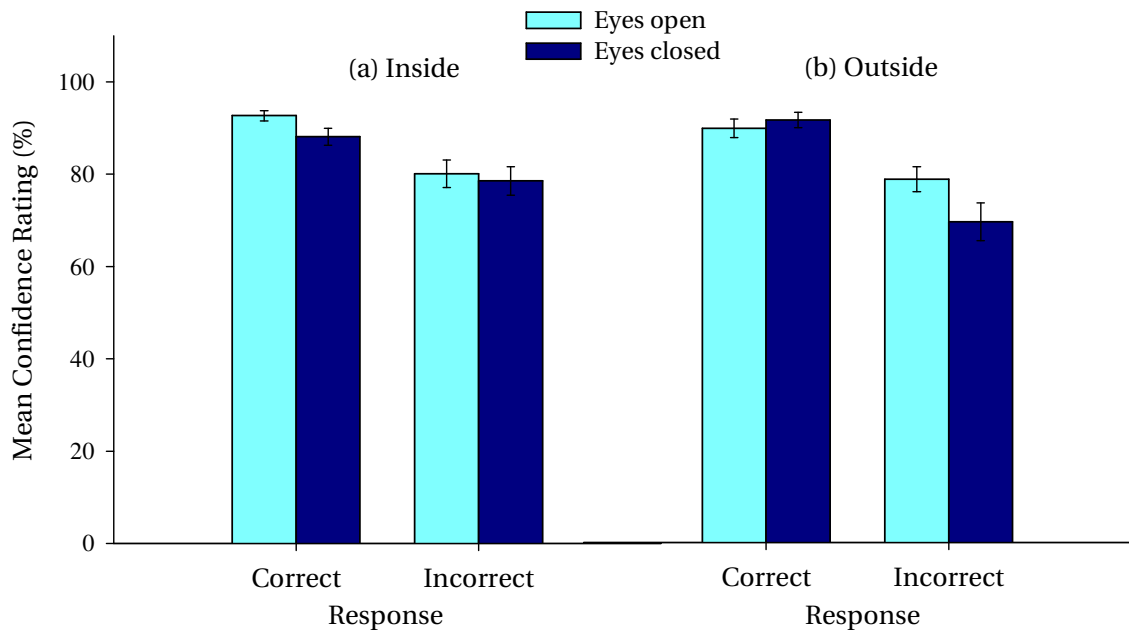 Eyes open
Eyes closed
(a) Inside
(b) Outside
Mean Confidence Rating (%)
100
80
60
40
20
0
Correct Incorrect Correct Incorrect
Response Response